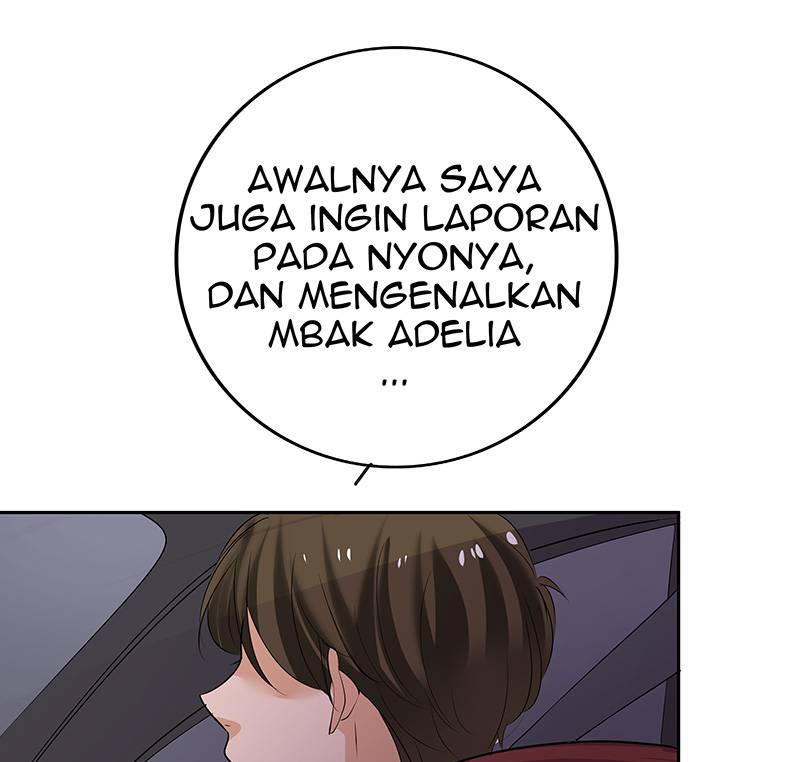 AWALNYA SAYA
JUGA INGIN LAPORAN
PADA NYONYA,
DAN MENGENALKAN
MBAK ADELIA
...